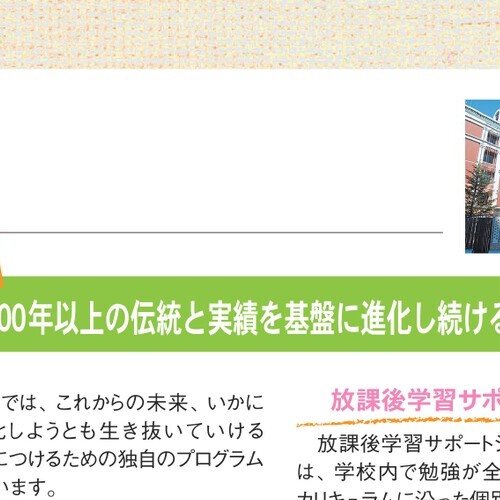 00年以上の伝統と実績を基盤に進化し続ける
では、これからの未来、いかに
化しようとも生き抜いていける
につけるための独自のプログラム
います。
放課後学習サポ
放課後学習サポート
は、学校内で勉強が全
カリキュラムに沿った個別